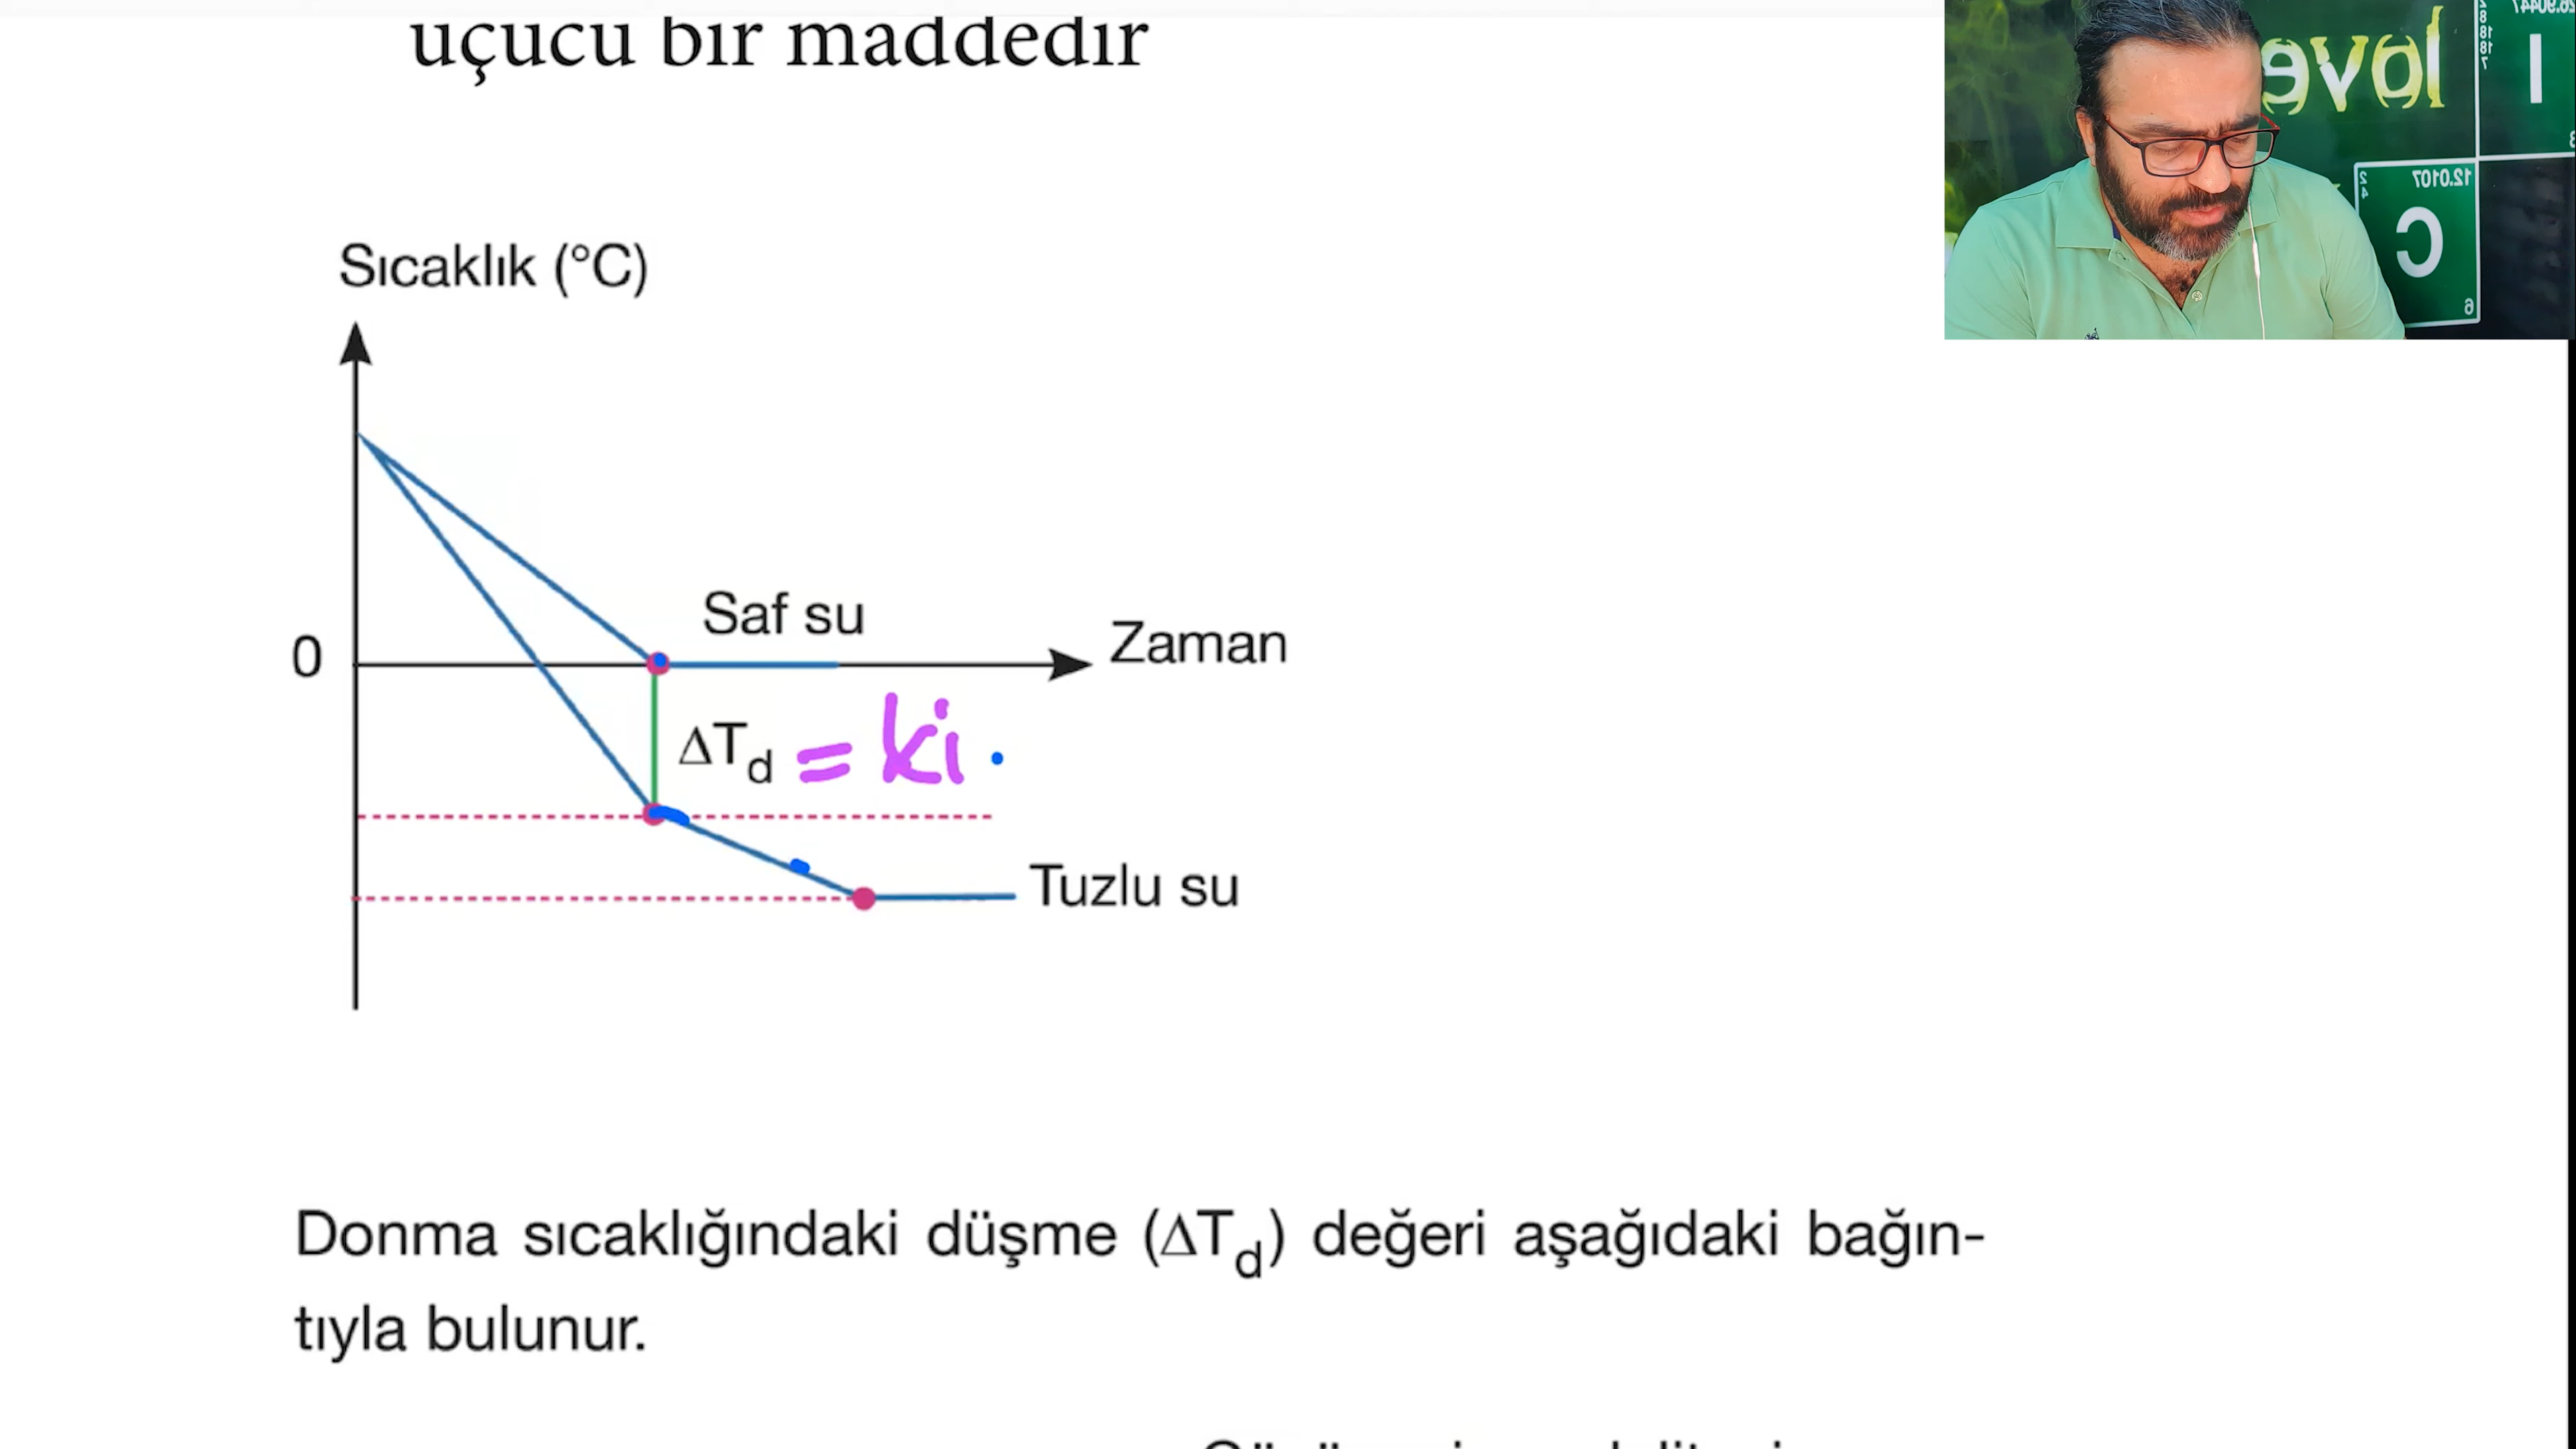 uçucu bir maddedir
Sıcaklık (°C)
0
Saf su
Zaman
ΔTd = ki .
Tuzlu su
Donma sıcaklığındaki düşme (ΔTd) değeri aşağıdaki bağın-
tıyla bulunur.
love
I
12.0107
C
6